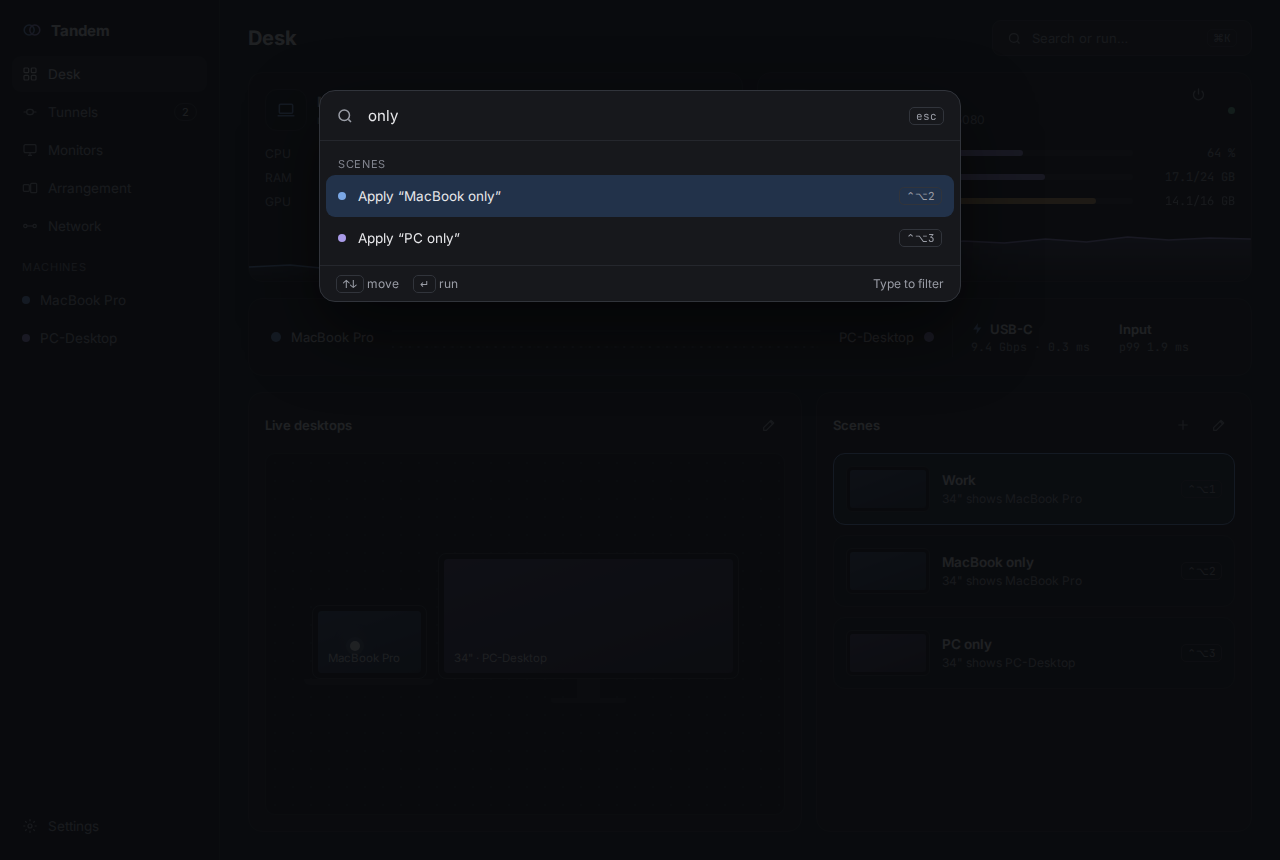 Tandem
Desk
Tunnels 2
Monitors
Arrangement
Network
MACHINES
MacBook Pro
PC-Desktop
Settings
Desk
Search or run... ⌘K
only esc
SCENES
Apply “MacBook only” ⌃⌥2
Apply “PC only” ⌃⌥3
↑↓ move ↵ run Type to filter
CPU 64 %
RAM 17.1/24 GB
GPU 14.1/16 GB
MacBook Pro
PC-Desktop
USB-C
9.4 Gbps · 0.3 ms
Input
p99 1.9 ms
Live desktops
MacBook Pro
34" · PC-Desktop
Scenes
Work
34" shows MacBook Pro
⌃⌥1
MacBook only
34" shows MacBook Pro
⌃⌥2
PC only
34" shows PC-Desktop
⌃⌥3